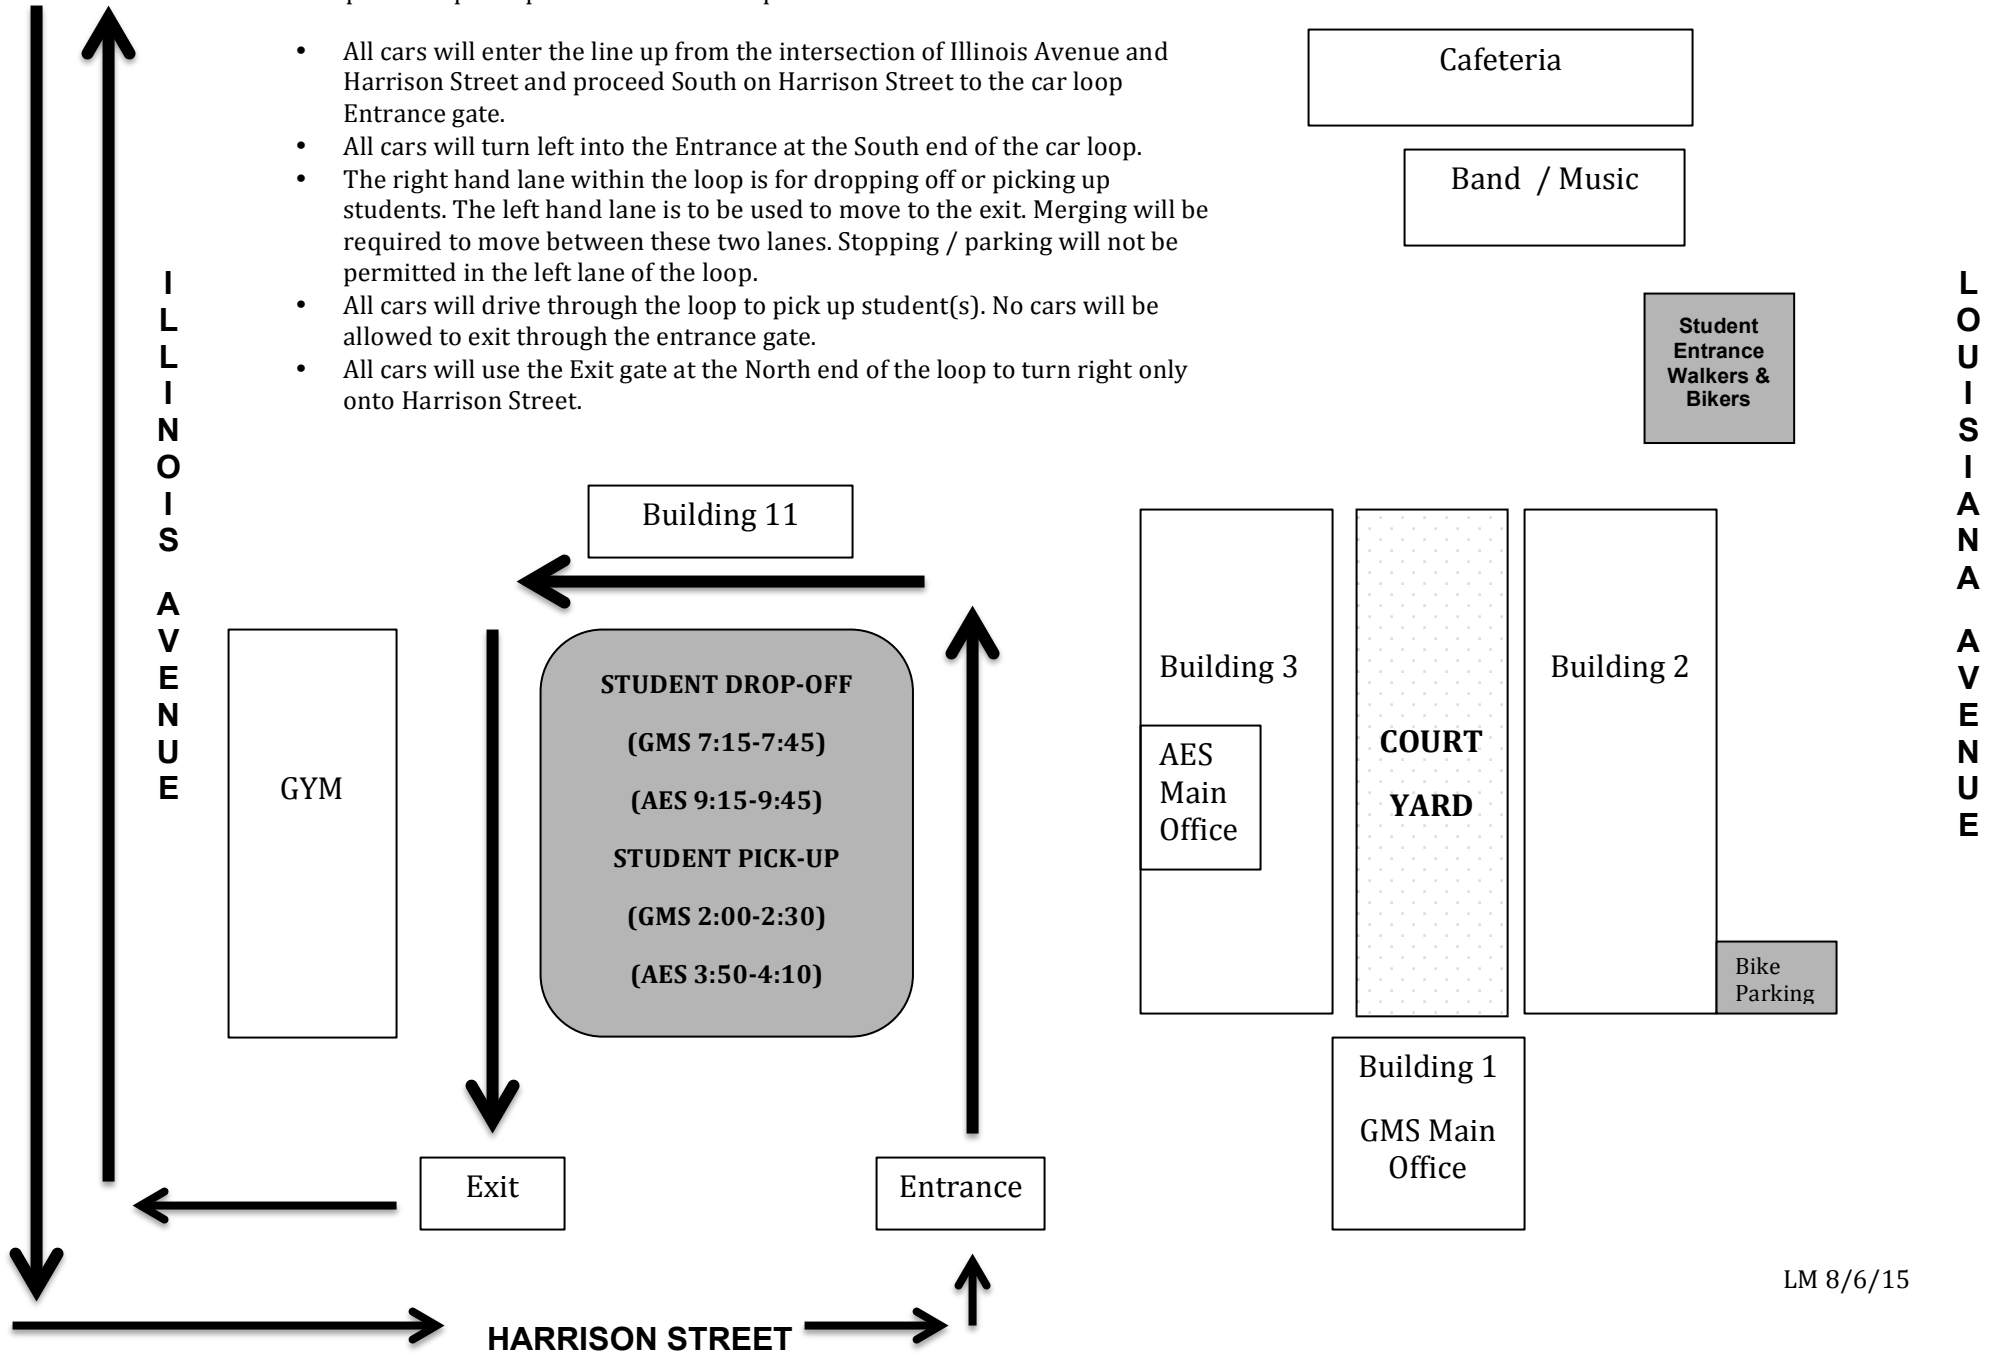 • All cars will enter the line up from the intersection of Illinois Avenue and
Harrison Street and proceed South on Harrison Street to the car loop
Entrance gate.
• All cars will turn left into the Entrance at the South end of the car loop.
• The right hand lane within the loop is for dropping off or picking up
students. The left hand lane is to be used to move to the exit. Merging will be
required to move between these two lanes. Stopping / parking will not be
permitted in the left lane of the loop.
• All cars will drive through the loop to pick up student(s). No cars will be
allowed to exit through the entrance gate.
• All cars will use the Exit gate at the North end of the loop to turn right only
onto Harrison Street.
Cafeteria
Band / Music
Student
Entrance
Walkers &
Bikers
ILLINOIS AVENUE
LOUISIANA AVENUE
Building 11
GYM
STUDENT DROP-OFF
(GMS 7:15-7:45)
(AES 9:15-9:45)
STUDENT PICK-UP
(GMS 2:00-2:30)
(AES 3:50-4:10)
Building 3
AES
Main
Office
COURT
YARD
Building 2
Bike
Parking
Building 1
GMS Main
Office
Exit
Entrance
HARRISON STREET
LM 8/6/15